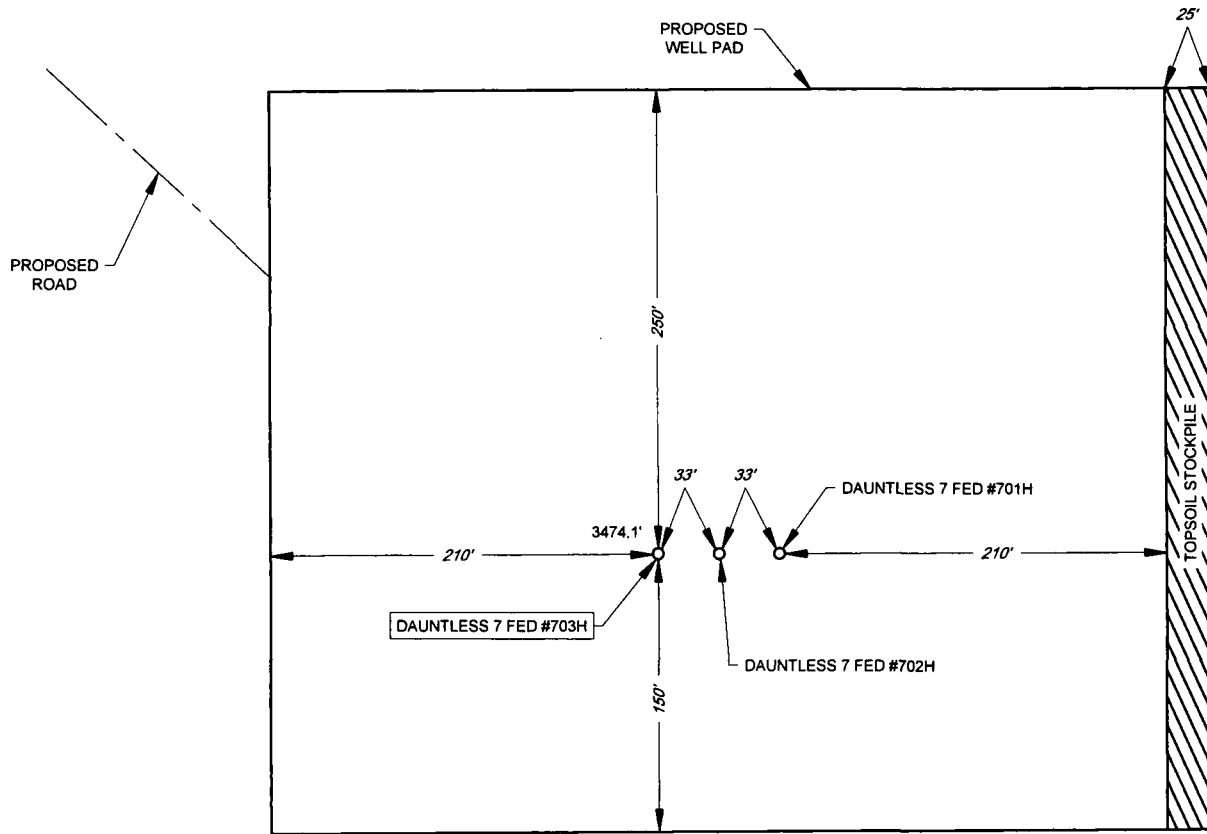 25'
PROPOSED
WELL PAD
PROPOSED
ROAD
250'
TOPSOIL STOCKPILE
33'
33'
DAUNTLESS 7 FED #701H
3474.1'
210'
210'
DAUNTLESS 7 FED #703H
DAUNTLESS 7 FED #702H
150'